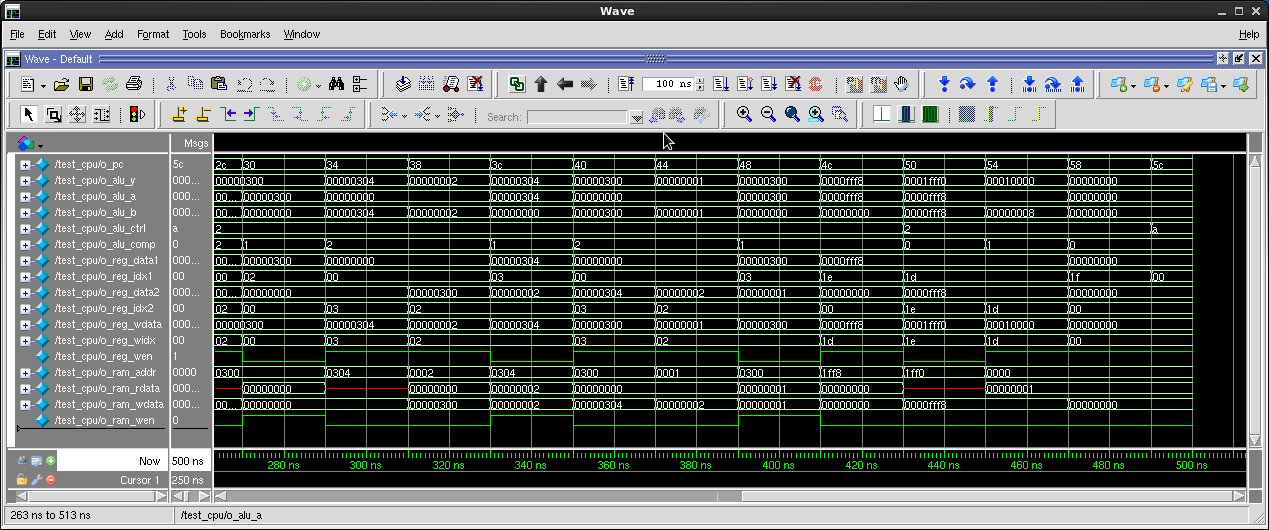 Wave
File Edit View Add Format Tools Bookmarks Window Help
Wave - Default
100 ns
Search:
Msgs
/test_cpu/o_pc 5c 2c 30 34 38 3c 40 44 48 4c 50 54 58 5c
/test_cpu/o_alu_y 000... 00000300 00000304 00000002 00000304 00000300 00000001 00000300 0000fff8 0001fff0 00010000 00000000
/test_cpu/o_alu_a 000... 00... 00000300 00000000 00000304 00000000 00000300 0000fff8 00000000
/test_cpu/o_alu_b 000... 00... 00000000 00000304 00000002 00000000 00000300 00000001 00000000 00000000 0000fff8 00000008 00000000
/test_cpu/o_alu_ctrl a 2 2 a
/test_cpu/o_alu_comp 0 2 1 2 1 2 1 0 1 0
/test_cpu/o_reg_data1 000... 00... 00000300 00000000 00000304 00000000 00000300 0000fff8 00000000
/test_cpu/o_reg_idx1 00 00 02 00 03 00 03 1e 1d 1f 00
/test_cpu/o_reg_data2 000... 00... 00000000 00000300 00000002 00000304 00000002 00000001 00000000 0000fff8 00000000
/test_cpu/o_reg_idx2 00 02 00 03 02 03 02 00 1e 1d 00
/test_cpu/o_reg_wdata 000... 00000300 00000304 00000002 00000304 00000300 00000001 00000300 0000fff8 0001fff0 00010000 00000000
/test_cpu/o_reg_widx 00 02 00 03 02 03 02 1d 1e 1d 00
/test_cpu/o_reg_wen 1
/test_cpu/o_ram_addr 0000 0300 0304 0002 0304 0300 0001 0300 1ff8 1ff0 0000
/test_cpu/o_ram_rdata 000... 00000000 00000000 00000002 00000000 00000001 00000000 00000001
/test_cpu/o_ram_wdata 000... 00... 00000000 00000300 00000002 00000304 00000002 00000001 00000000 0000fff8 00000000
/test_cpu/o_ram_wen 0
Now 500 ns 280 ns 300 ns 320 ns 340 ns 360 ns 380 ns 400 ns 420 ns 440 ns 460 ns 480 ns 500 ns
Cursor 1 250 ns
263 ns to 513 ns /test_cpu/o_alu_a